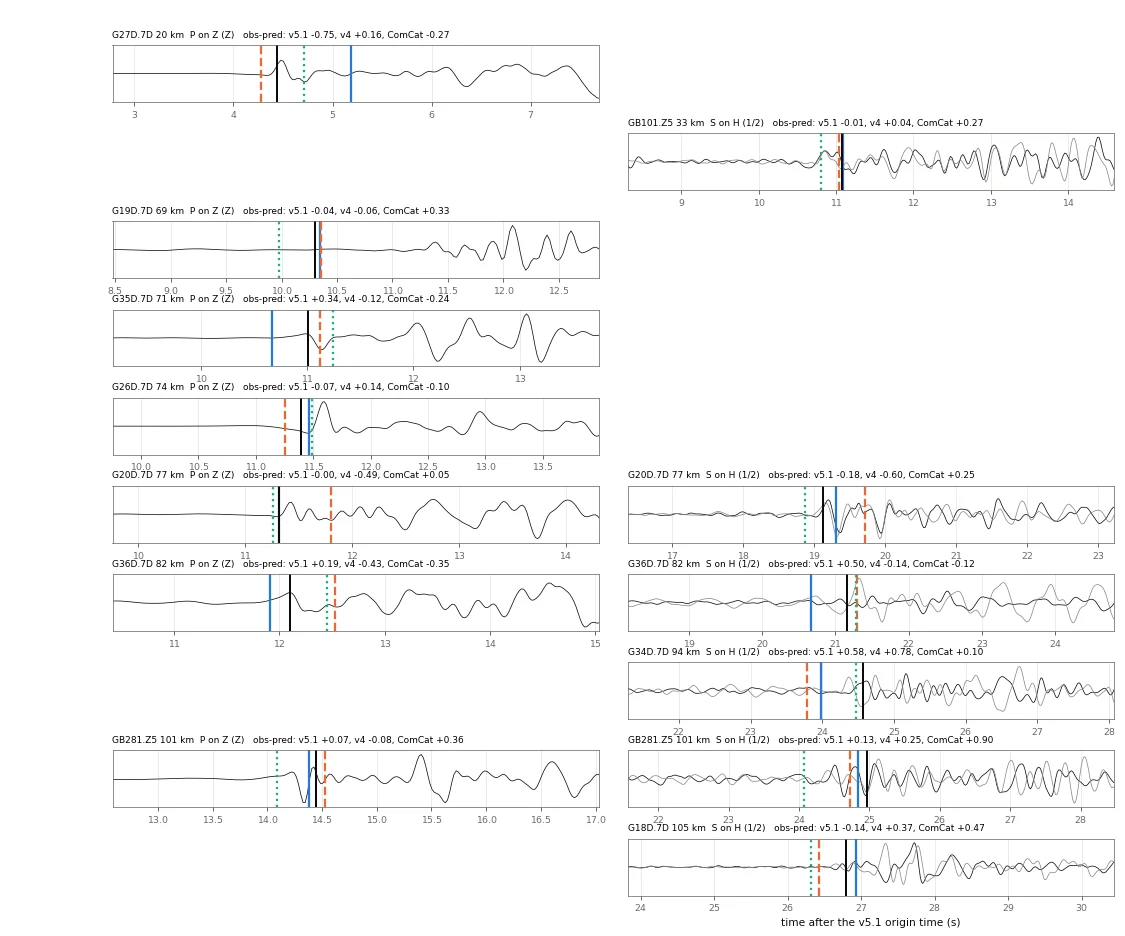 G27D.7D 20 km  P on Z (Z)   obs-pred: v5.1 -0.75, v4 +0.16, ComCat -0.27
3 4 5 6 7
GB101.Z5 33 km  S on H (1/2)   obs-pred: v5.1 -0.01, v4 +0.04, ComCat +0.27
9 10 11 12 13 14
G19D.7D 69 km  P on Z (Z)   obs-pred: v5.1 -0.04, v4 -0.06, ComCat +0.33
8.5 9.0 9.5 10.0 10.5 11.0 11.5 12.0 12.5
G35D.7D 71 km  P on Z (Z)   obs-pred: v5.1 +0.34, v4 -0.12, ComCat -0.24
10 11 12 13
G26D.7D 74 km  P on Z (Z)   obs-pred: v5.1 -0.07, v4 +0.14, ComCat -0.10
10.0 10.5 11.0 11.5 12.0 12.5 13.0 13.5
G20D.7D 77 km  P on Z (Z)   obs-pred: v5.1 -0.00, v4 -0.49, ComCat +0.05
10 11 12 13 14
G20D.7D 77 km  S on H (1/2)   obs-pred: v5.1 -0.18, v4 -0.60, ComCat +0.25
17 18 19 20 21 22 23
G36D.7D 82 km  P on Z (Z)   obs-pred: v5.1 +0.19, v4 -0.43, ComCat -0.35
11 12 13 14 15
G36D.7D 82 km  S on H (1/2)   obs-pred: v5.1 +0.50, v4 -0.14, ComCat -0.12
19 20 21 22 23 24
G34D.7D 94 km  S on H (1/2)   obs-pred: v5.1 +0.58, v4 +0.78, ComCat +0.10
22 23 24 25 26 27 28
GB281.Z5 101 km  P on Z (Z)   obs-pred: v5.1 +0.07, v4 -0.08, ComCat +0.36
13.0 13.5 14.0 14.5 15.0 15.5 16.0 16.5 17.0
GB281.Z5 101 km  S on H (1/2)   obs-pred: v5.1 +0.13, v4 +0.25, ComCat +0.90
22 23 24 25 26 27 28
G18D.7D 105 km  S on H (1/2)   obs-pred: v5.1 -0.14, v4 +0.37, ComCat +0.47
24 25 26 27 28 29 30
time after the v5.1 origin time (s)